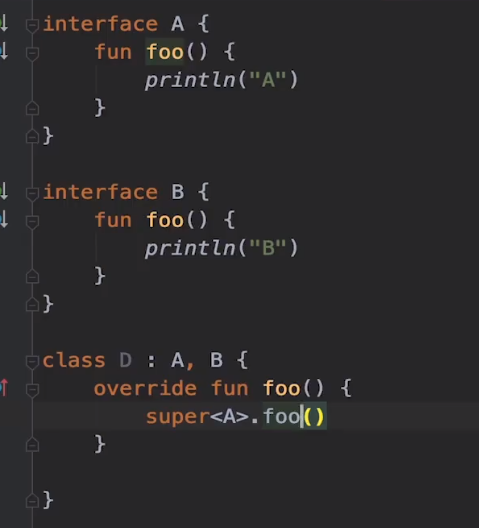 interface A {
    fun foo() {
        println("A")
    }
}
interface B {
    fun foo() {
        println("B")
    }
}
class D : A, B {
    override fun foo() {
        super<A>.foo()
    }
}